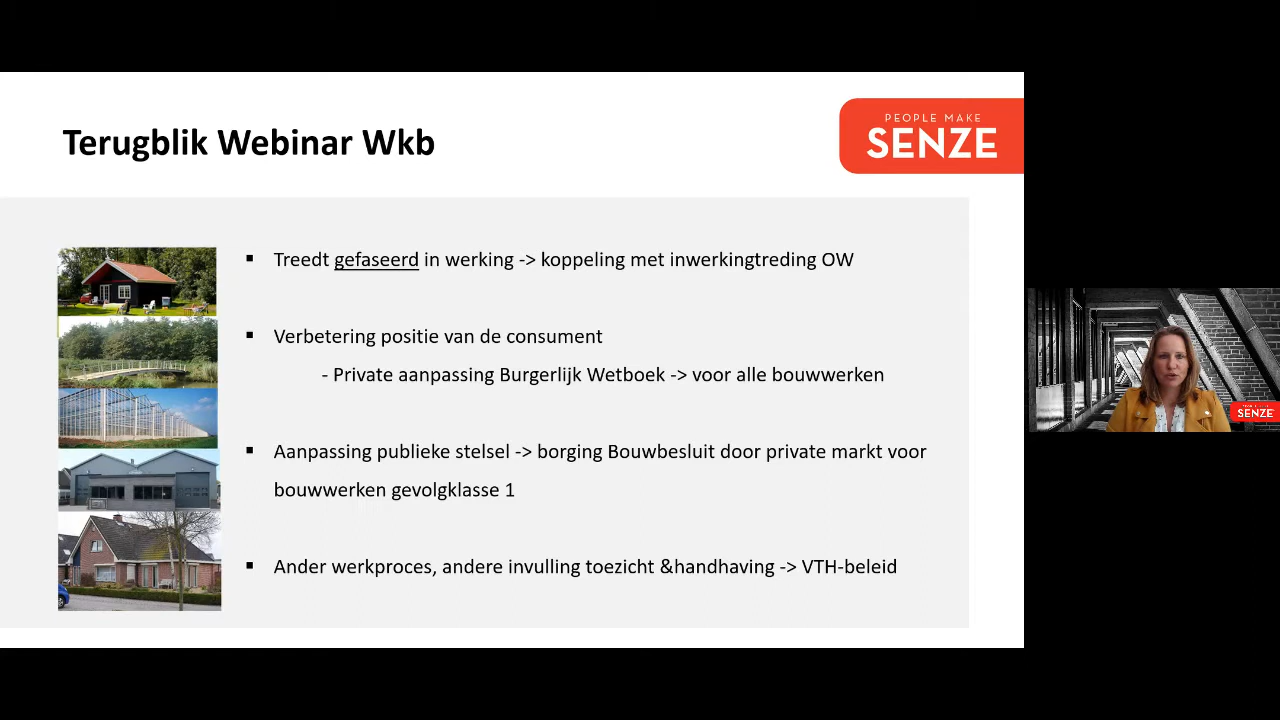 Terugblik Webinar Wkb
PEOPLE MAKE
SENZE
▪ Treedt gefaseerd in werking -> koppeling met inwerkingtreding OW
▪ Verbetering positie van de consument
- Private aanpassing Burgerlijk Wetboek -> voor alle bouwwerken
▪ Aanpassing publieke stelsel -> borging Bouwbesluit door private markt voor
bouwwerken gevolgklasse 1
▪ Ander werkproces, andere invulling toezicht &handhaving -> VTH-beleid
SENZE